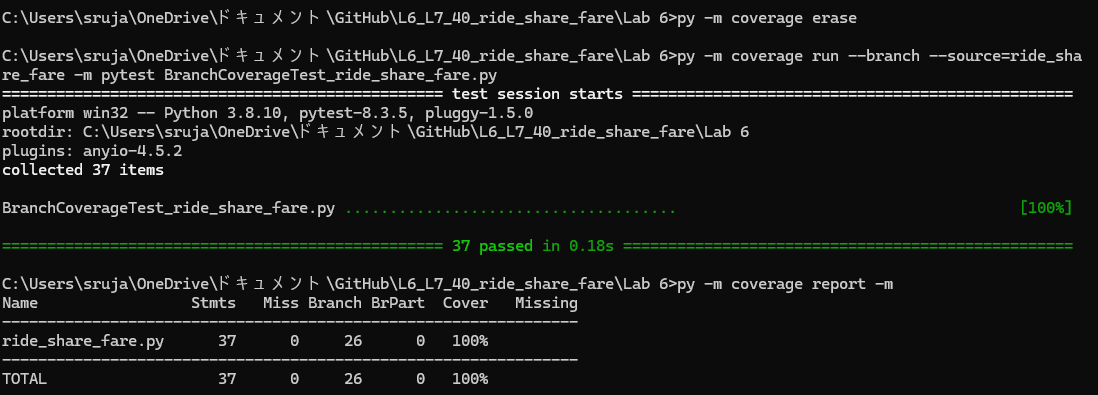 C:\Users\sruja\OneDrive\ドキュメント\GitHub\L6_L7_40_ride_share_fare\Lab 6>py -m coverage erase
C:\Users\sruja\OneDrive\ドキュメント\GitHub\L6_L7_40_ride_share_fare\Lab 6>py -m coverage run --branch --source=ride_sha
re_fare -m pytest BranchCoverageTest_ride_share_fare.py
================================================= test session starts =================================================
platform win32 -- Python 3.8.10, pytest-8.3.5, pluggy-1.5.0
rootdir: C:\Users\sruja\OneDrive\ドキュメント\GitHub\L6_L7_40_ride_share_fare\Lab 6
plugins: anyio-4.5.2
collected 37 items
BranchCoverageTest_ride_share_fare.py ..................................... [100%]
================================================= 37 passed in 0.18s ==================================================
C:\Users\sruja\OneDrive\ドキュメント\GitHub\L6_L7_40_ride_share_fare\Lab 6>py -m coverage report -m
Name                 Stmts   Miss Branch BrPart  Cover   Missing
----------------------------------------------------------------
ride_share_fare.py      37      0     26      0   100%
----------------------------------------------------------------
TOTAL                   37      0     26      0   100%